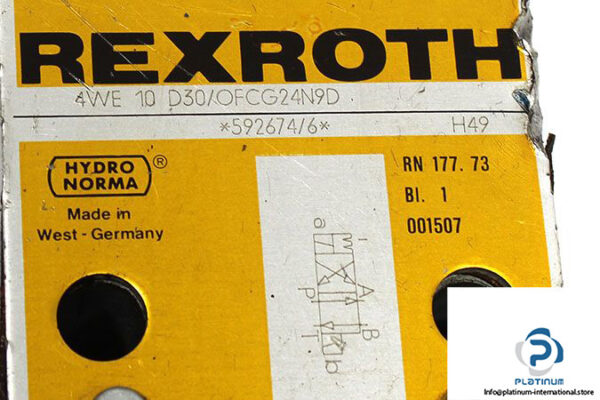 REXROTH
4WE 10 D30/OFCG24N9D
*592674/6* H49
HYDRO
NORMA ®
Made in
West - Germany
RN 177. 73
Bl. 1
001507
a
A
P
B
T
b
PLATINUM
Info@platinum-international.store